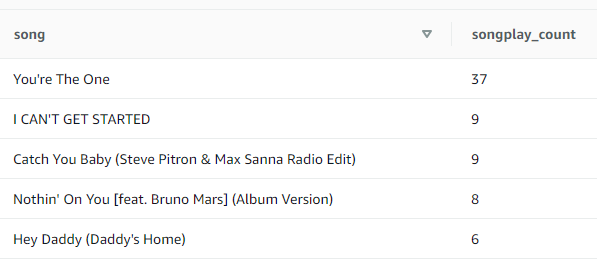 song songplay_count
You're The One 37
I CAN'T GET STARTED 9
Catch You Baby (Steve Pitron & Max Sanna Radio Edit) 9
Nothin' On You [feat. Bruno Mars] (Album Version) 8
Hey Daddy (Daddy's Home) 6